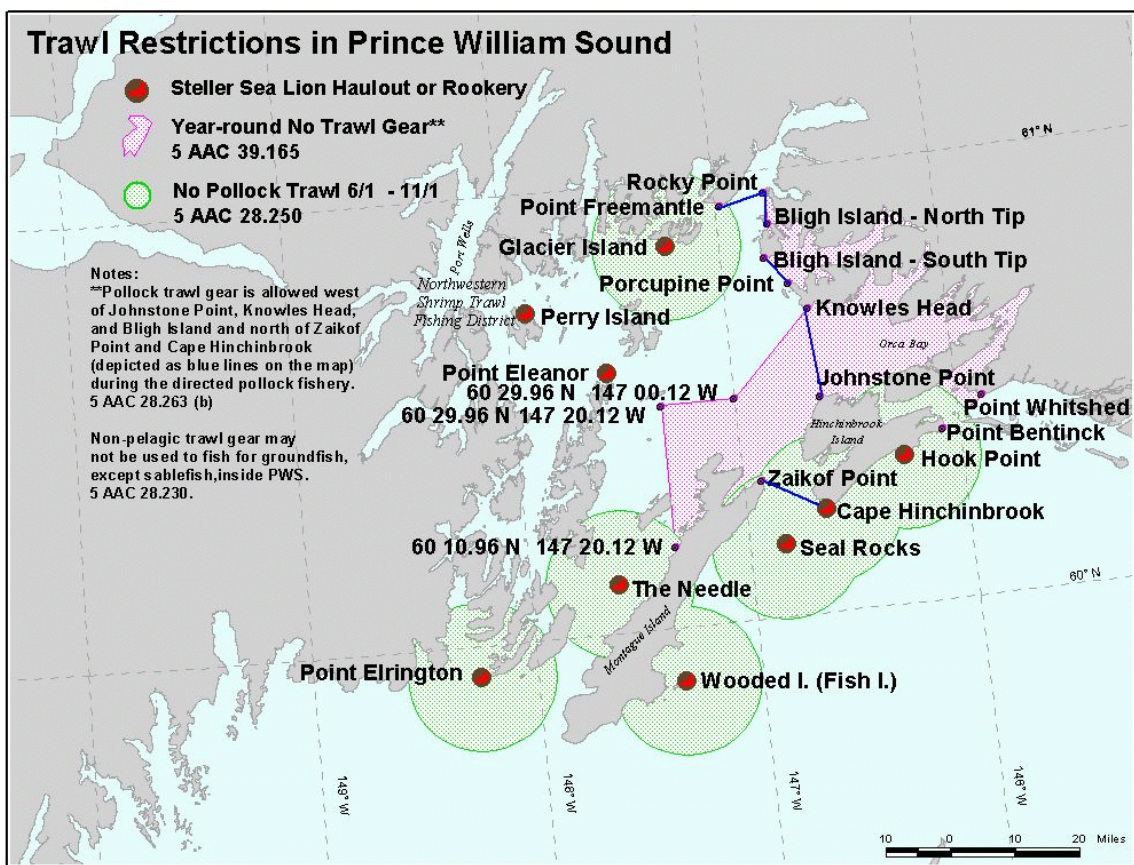 Trawl Restrictions in Prince William Sound
Steller Sea Lion Haulout or Rookery
Year-round No Trawl Gear**
5 AAC 39.165
No Pollock Trawl 6/1 - 11/1
5 AAC 28.250
Notes:
**Pollock trawl gear is allowed west
of Johnstone Point, Knowles Head,
and Bligh Island and north of Zaikof
Point and Cape Hinchinbrook
(depicted as blue lines on the map)
during the directed pollock fishery.
5 AAC 28.263 (b)
Non-pelagic trawl gear may
not be used to fish for groundfish,
except sablefish,inside PWS.
5 AAC 28.230.
61° N
Rocky Point
Point Freemantle
Bligh Island - North Tip
Glacier Island
Bligh Island - South Tip
Port Wells
Porcupine Point
Northwestern
Shrimp Trawl
Fishing District
Knowles Head
Perry Island
Orca Bay
Point Eleanor
Johnstone Point
60 29.96 N 147 00.12 W
60 29.96 N 147 20.12 W
Point Whitshed
Hinchinbrook
Island
Point Bentinck
Hook Point
Zaikof Point
Cape Hinchinbrook
60 10.96 N 147 20.12 W
Seal Rocks
60° N
The Needle
Montague Island
Point Elrington
Wooded I. (Fish I.)
149° W
148° W
147° W
146° W
10 0 10 20 Miles